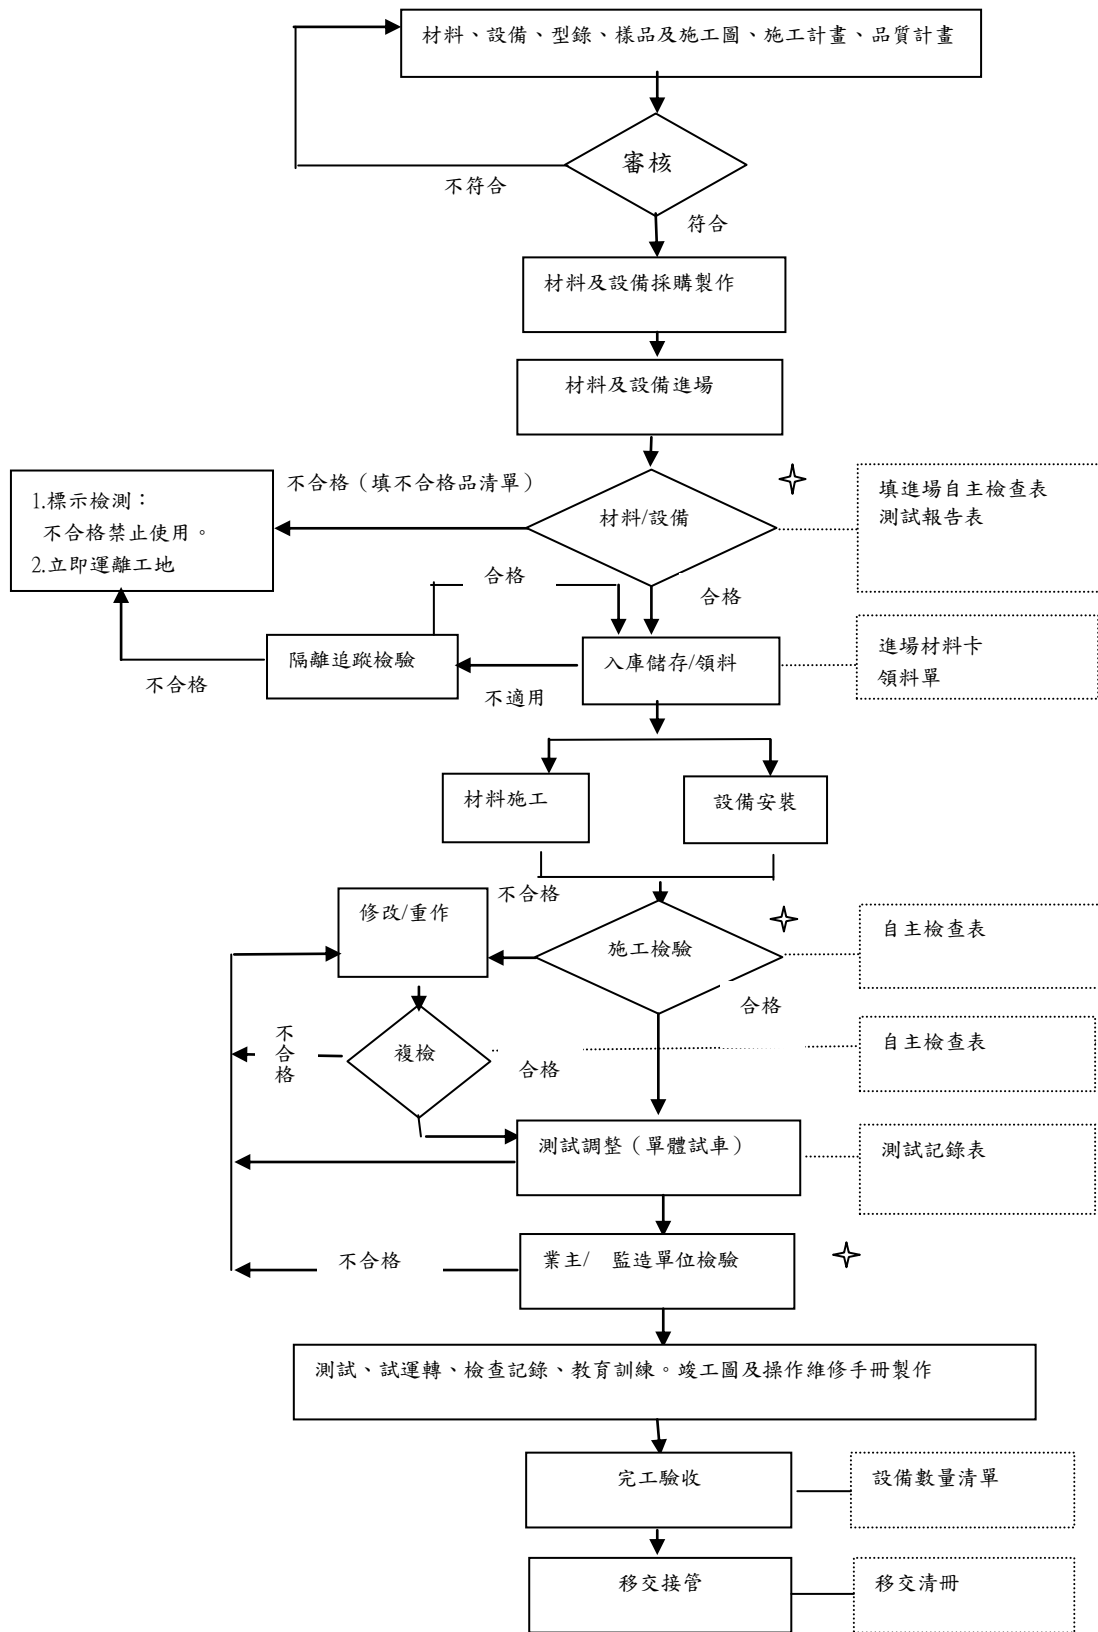 材料、設備、型錄、樣品及施工圖、施工計畫、品質計畫
審核
不符合
符合
材料及設備採購製作
材料及設備進場
不合格（填不合格品清單）
1.標示檢測：
不合格禁止使用。
2.立即運離工地
材料/設備
填進場自主檢查表
測試報告表
合格
合格
隔離追蹤檢驗
入庫儲存/領料
進場材料卡
領料單
不合格
不適用
材料施工
設備安裝
不合格
修改/重作
施工檢驗
自主檢查表
合格
不合格
複檢
合格
自主檢查表
測試調整（單體試車）
測試記錄表
不合格
業主/ 監造單位檢驗
測試、試運轉、檢查記錄、教育訓練。竣工圖及操作維修手冊製作
完工驗收
設備數量清單
移交接管
移交清冊